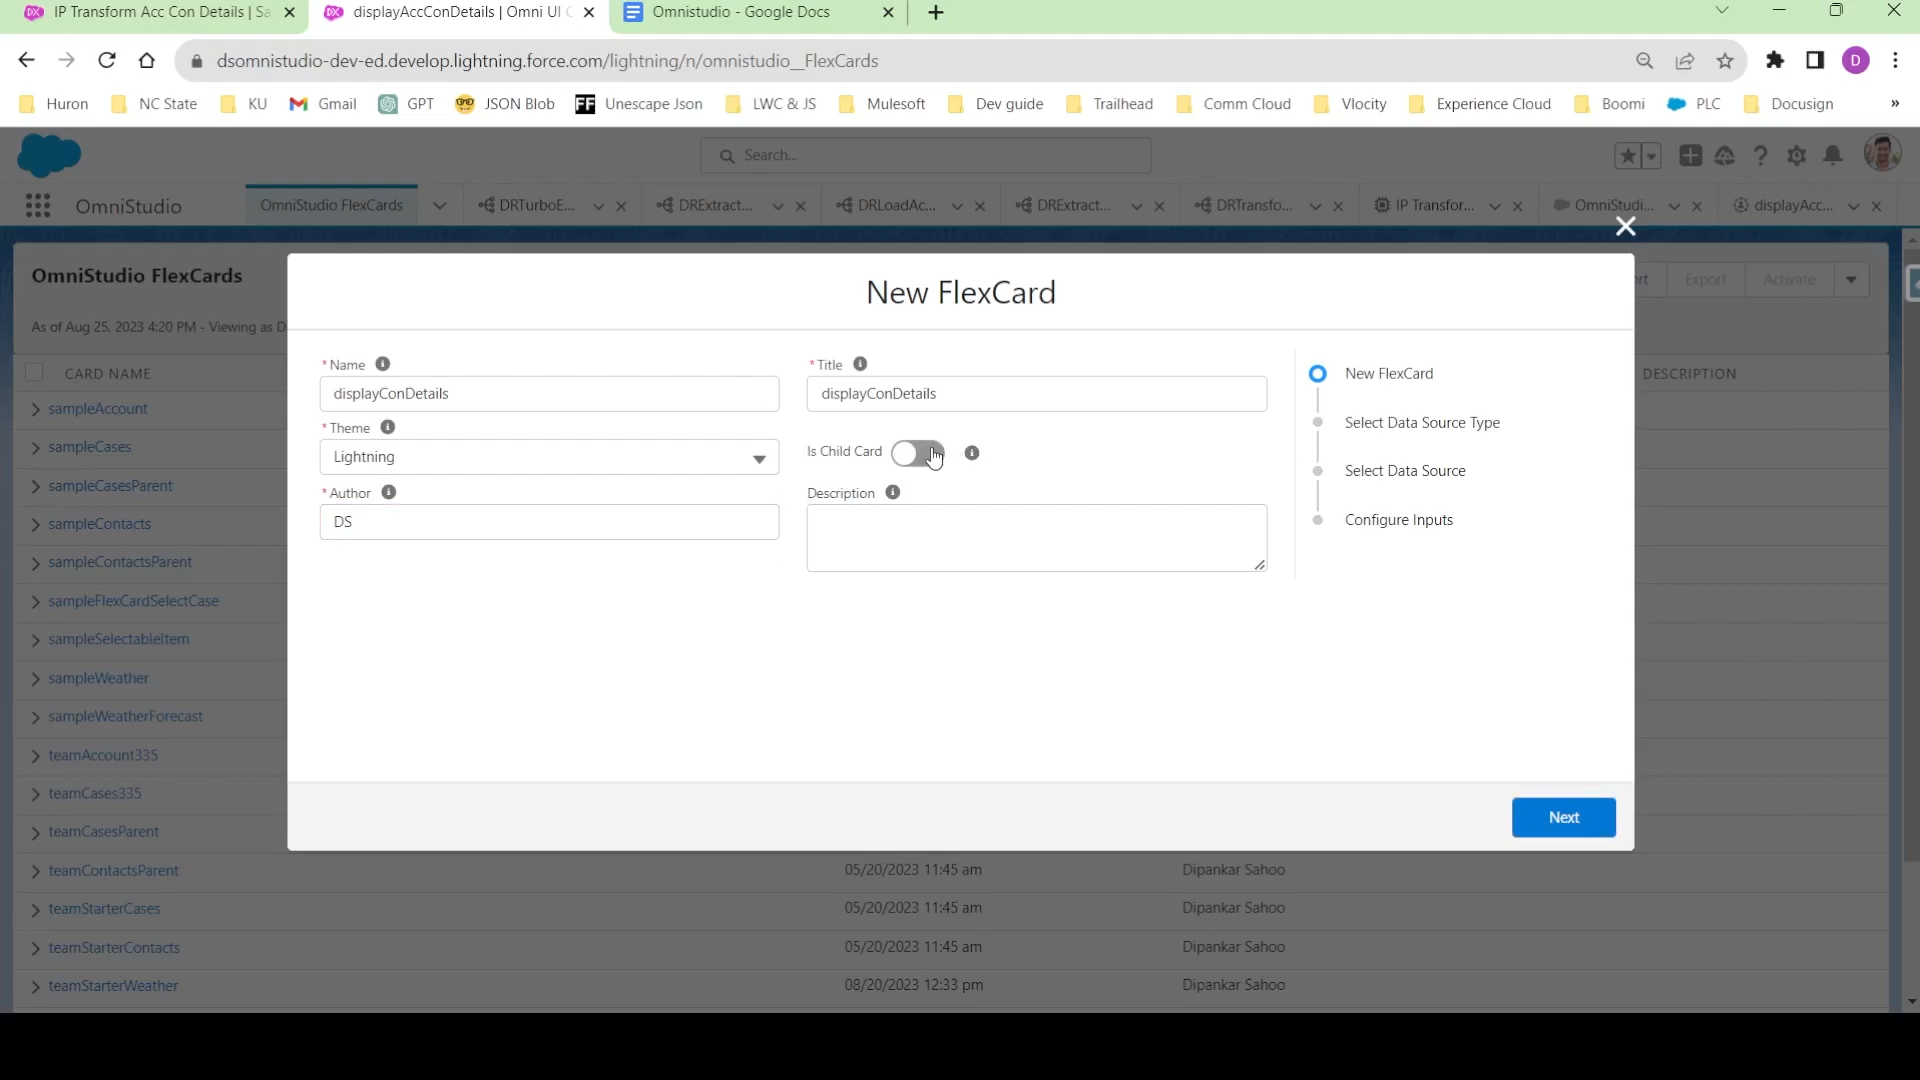 IP Transform Acc Con Details | Sa
displayAccConDetails | Omni UI
Omnistudio - Google Docs
dsomnistudio-dev-ed.develop.lightning.force.com/lightning/n/omnistudio__FlexCards
D
Huron
NC State
KU
Gmail
GPT
JSON Blob
FF Unescape Json
LWC & JS
Mulesoft
Dev guide
Trailhead
Comm Cloud
Vlocity
Experience Cloud
Boomi
PLC
Docusign
»
Search...
OmniStudio
OmniStudio FlexCards
DRTurboE...
DRExtract...
DRLoadAc...
DRExtract...
DRTransfo...
IP Transfor...
OmniStudi...
displayAcc...
OmniStudio FlexCards
Export
Activate
As of Aug 25, 2023 4:20 PM - Viewing as D
CARD NAME
DESCRIPTION
sampleAccount
sampleCases
sampleCasesParent
sampleContacts
sampleContactsParent
sampleFlexCardSelectCase
sampleSelectableItem
sampleWeather
sampleWeatherForecast
teamAccount335
teamCases335
teamCasesParent
teamContactsParent 05/20/2023 11:45 am Dipankar Sahoo
teamStarterCases 05/20/2023 11:45 am Dipankar Sahoo
teamStarterContacts 05/20/2023 11:45 am Dipankar Sahoo
teamStarterWeather 08/20/2023 12:33 pm Dipankar Sahoo
New FlexCard
* Name
displayConDetails
* Title
displayConDetails
* Theme
Lightning
Is Child Card
* Author
DS
Description
New FlexCard
Select Data Source Type
Select Data Source
Configure Inputs
Next